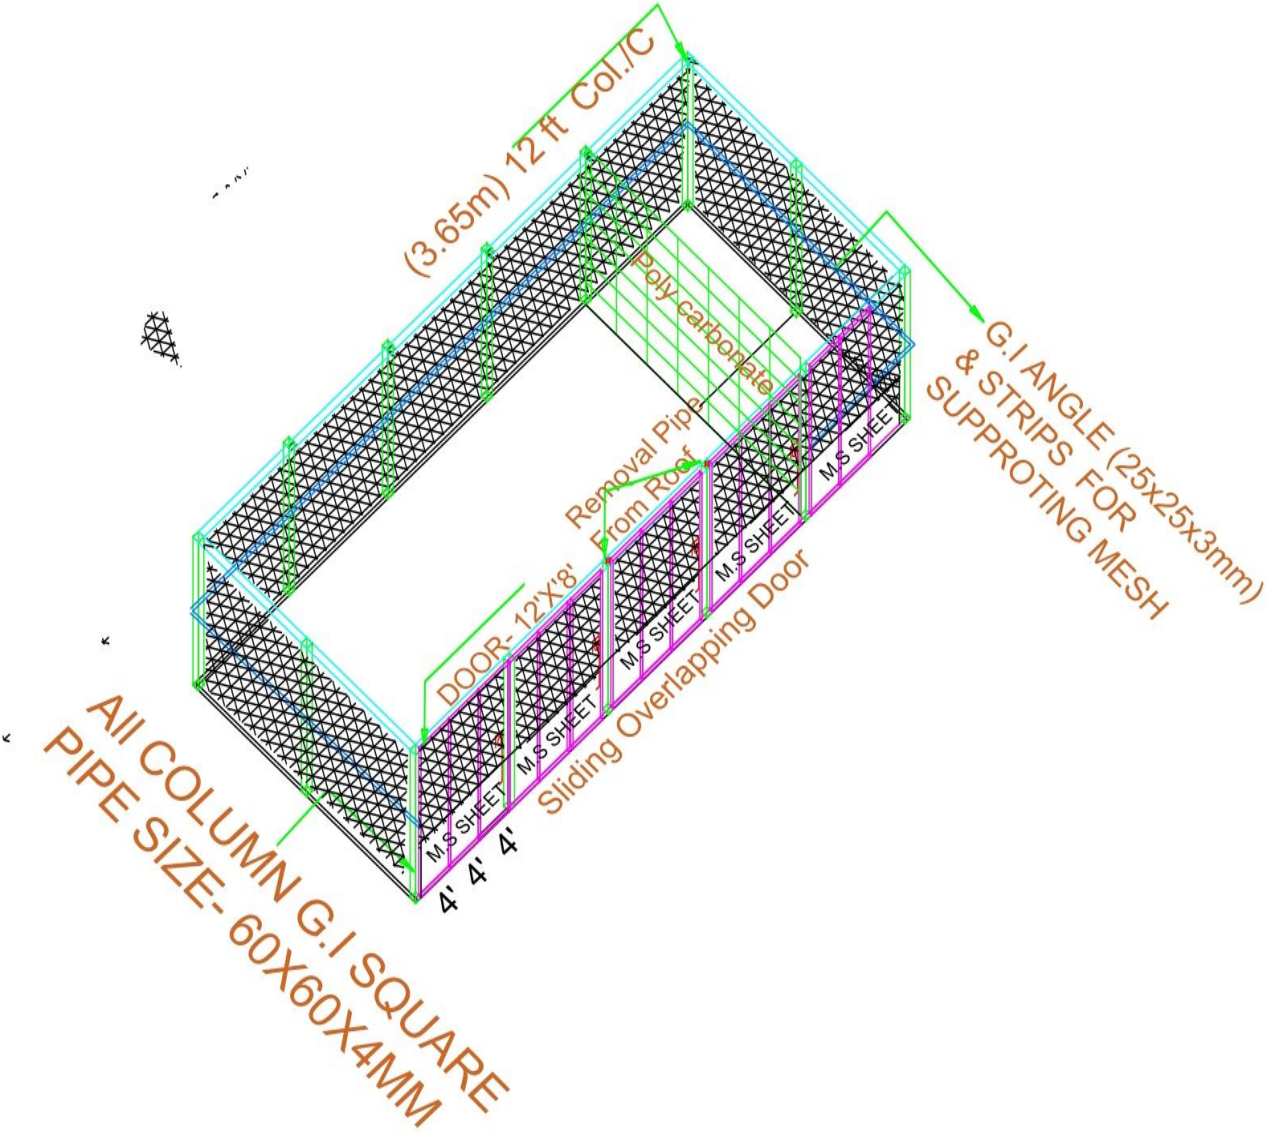 (3.65m) 12 ft Col./C
Poly carbonate
G.I ANGLE (25x25x3mm)
& STRIPS FOR
SUPPROTING MESH
Removal Pipe
From Roof
DOOR- 12'X'8'
M.S SHEE
M.S SHEET
M.S SHEET
M.S SHEET
M.S SHEET
Sliding Overlapping Door
4' 4' 4'
All COLUMN G.I SQUARE
PIPE SIZE- 60X60X4MM